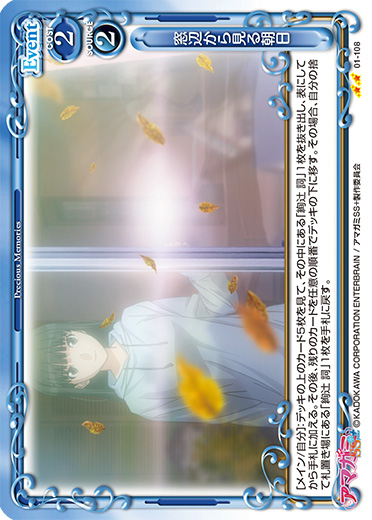 Event
COST 2
SOURCE 2
窓辺から見る朝日
Precious Memories
[メイン/自分]:デッキの上のカード5枚を見て、その中にある「絢辻 詞」1枚を抜き出し、表にして
から手札に加える。その後、残りのカードを任意の順番でデッキの下に移す。その場合、自分の捨
て札置き場にある「絢辻 詞」1枚を手札に戻す。
アマガミSS+
©KADOKAWA CORPORATION ENTERBRAIN / アマガミSS+製作委員会
01-108